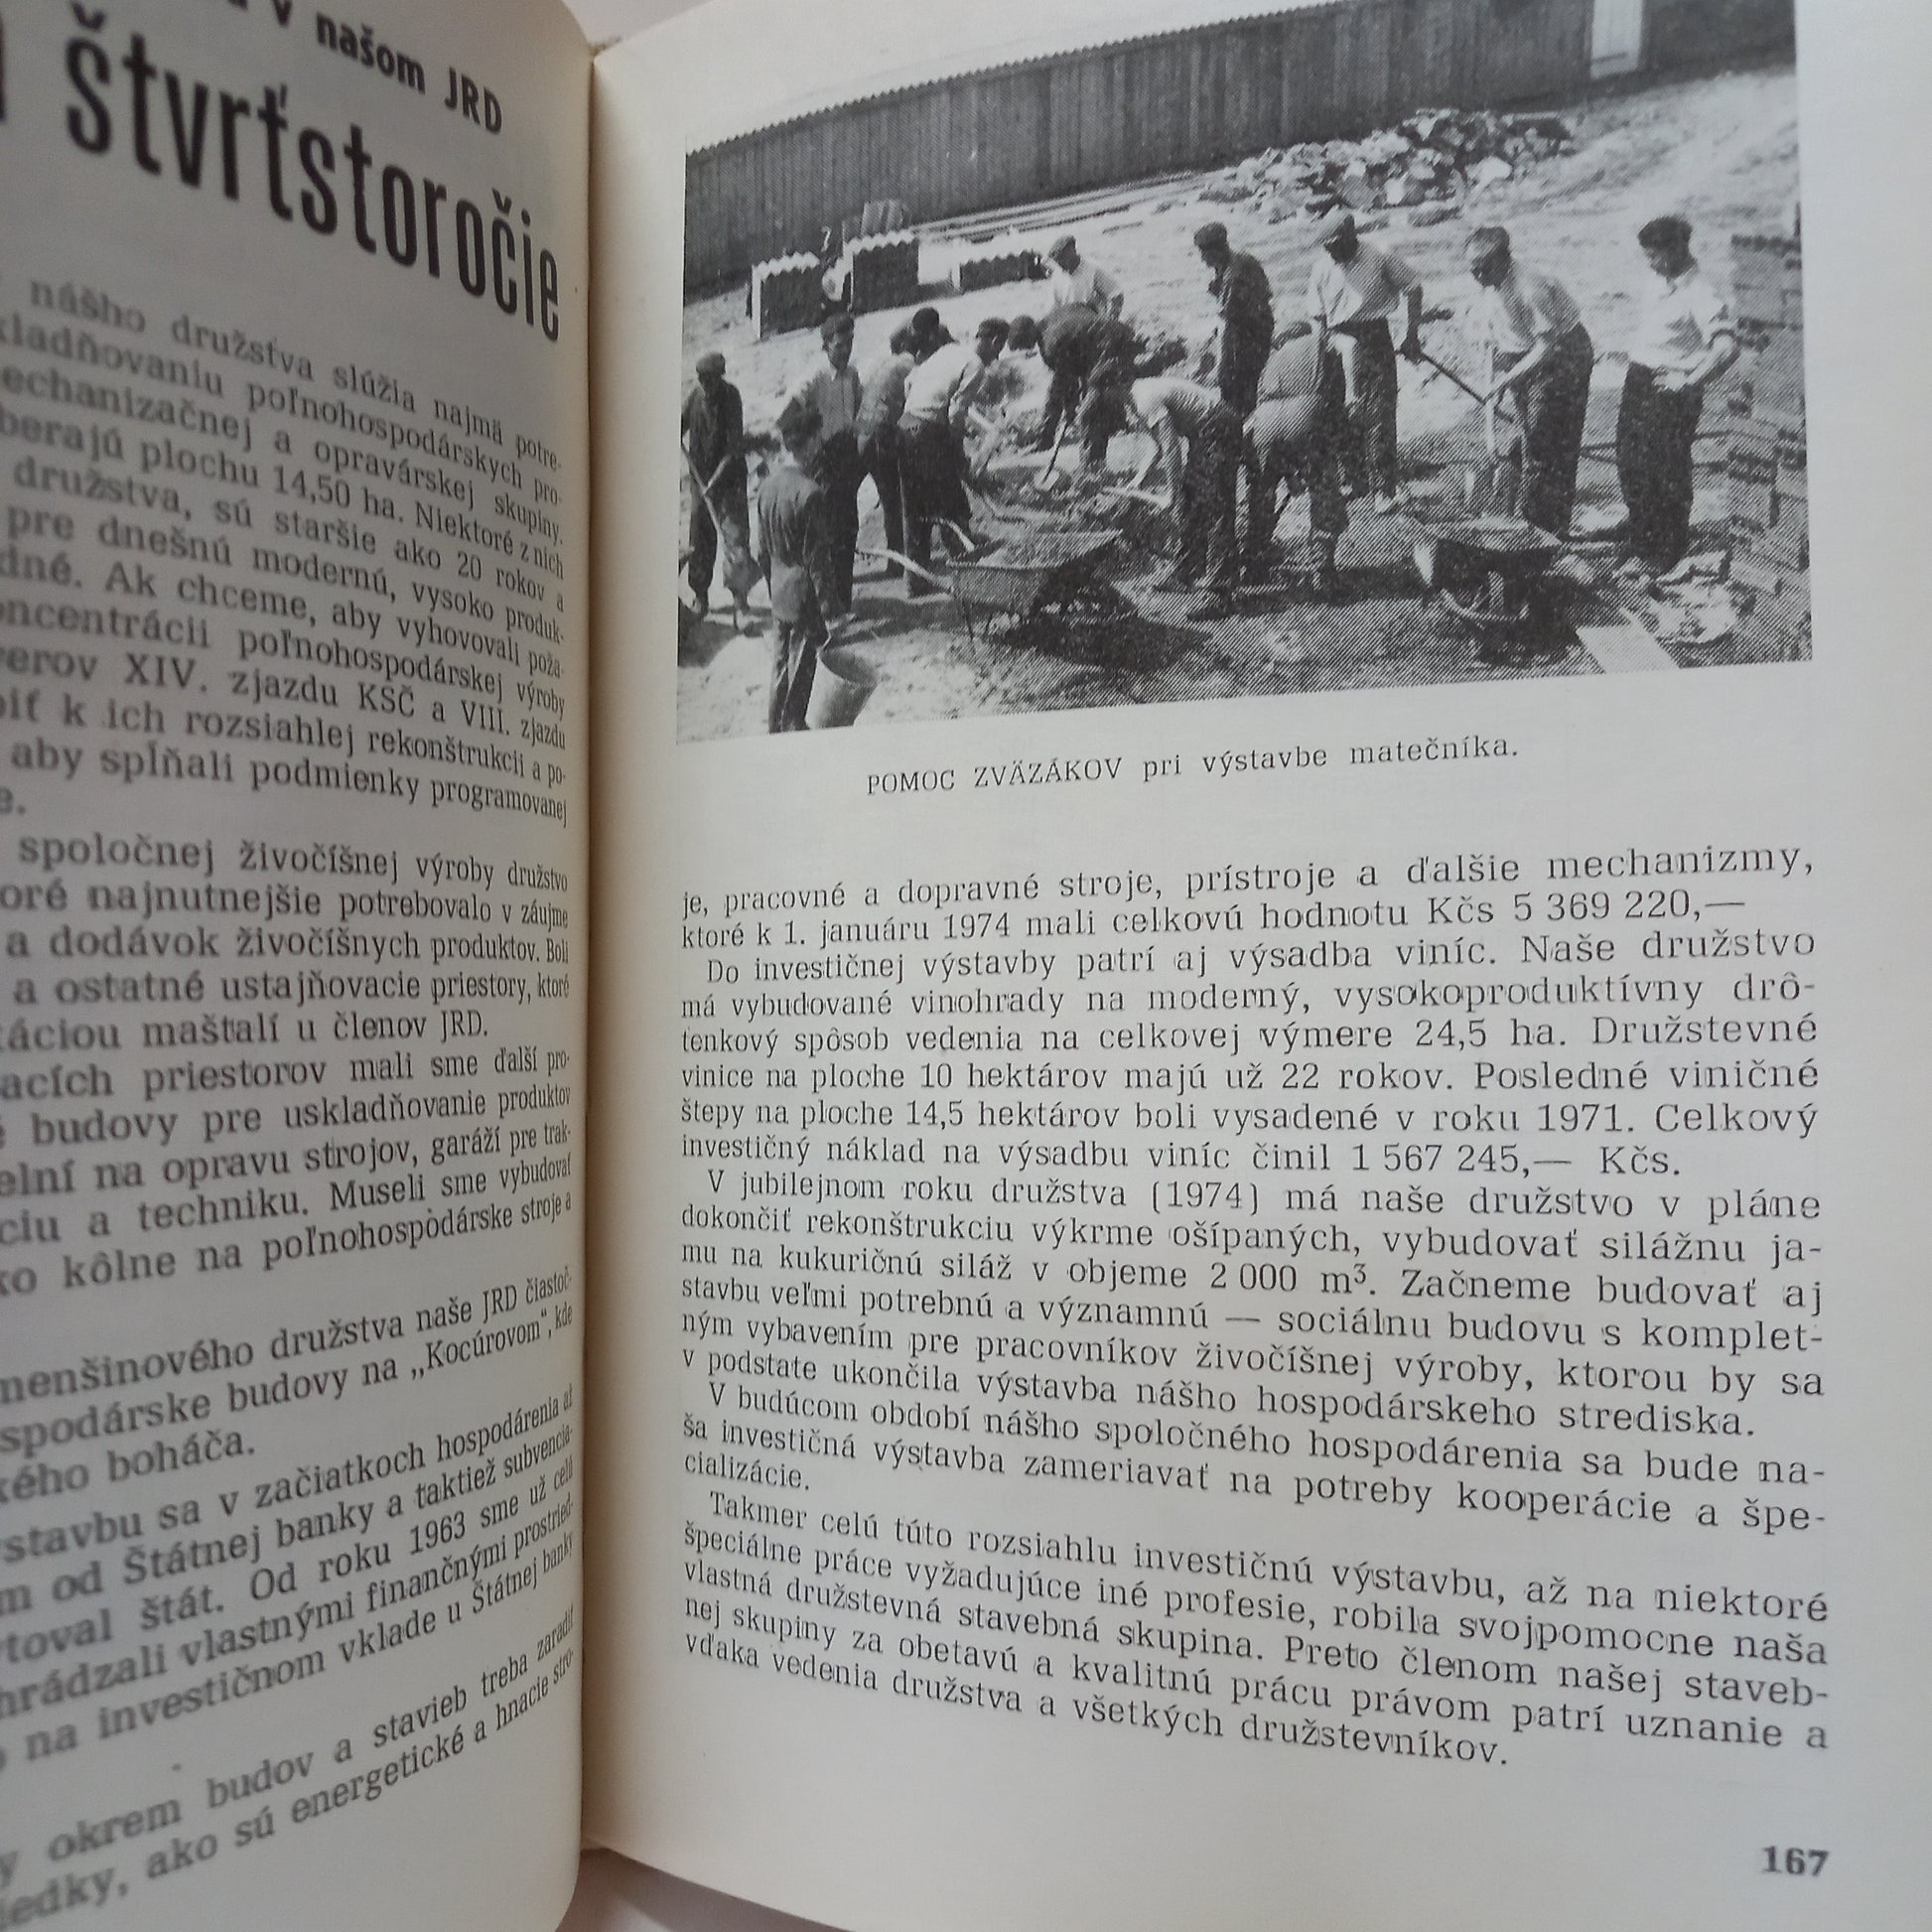 v našom JRD
štvrťstoročie
nášho družstva slúžia najmä potre-
poľnohospodárskych pro-
a opravárskej skupiny.
plochu 14,50 ha. Niektoré z nich
družstva, sú staršie ako 20 rokov a
pre dnešnú modernú, vysoko produk-
Ak chceme, aby vyhovovali poža-
poľnohospodárskej výroby
XIV. zjazdu KSČ a VIII. zjazdu
k ich rozsiahlej rekonštrukcii a po-
aby spĺňali podmienky programovanej
spoločnej živočíšnej výroby družstvo
najnutnejšie potrebovalo v záujme
a dodávok živočíšnych produktov. Boli
a ostatné ustajňovacie priestory, ktoré
maštalí u členov JRD.
priestorov mali sme ďalší pro-
budovy pre uskladňovanie produktov
na opravu strojov, garáží pre trak-
a techniku. Museli sme vybudovať
kôlne na poľnohospodárske stroje a
družstva naše JRD čiastoč-
budovy na „Kocúrovom“, kde
boháča.
sa v začiatkoch hospodárenia až
od Štátnej banky a taktiež subvencia-
štát. Od roku 1963 sme už celú
vlastnými finančnými prostried-
na investičnom vklade u Štátnej banky
okrem budov a stavieb treba zaradiť
ako sú energetické a hnacie stro-
POMOC ZVÄZÁKOV pri výstavbe matečníka.
je, pracovné a dopravné stroje, prístroje a ďalšie mechanizmy,
ktoré k 1. januáru 1974 mali celkovú hodnotu Kčs 5 369 220,—
Do investičnej výstavby patrí aj výsadba viníc. Naše družstvo
má vybudované vinohrady na moderný, vysokoproduktívny drô-
tenkový spôsob vedenia na celkovej výmere 24,5 ha. Družstevné
vinice na ploche 10 hektárov majú už 22 rokov. Posledné viničné
štepy na ploche 14,5 hektárov boli vysadené v roku 1971. Celkový
investičný náklad na výsadbu viníc činil 1 567 245,— Kčs.
V jubilejnom roku družstva (1974) má naše družstvo v pláne
dokončiť rekonštrukciu výkrme ošípaných, vybudovať silážnu ja-
mu na kukuričnú siláž v objeme 2 000 m³. Začneme budovať aj
stavbu veľmi potrebnú a významnú — sociálnu budovu s komplet-
ným vybavením pre pracovníkov živočíšnej výroby, ktorou by sa
v podstate ukončila výstavba nášho hospodárskeho strediska.
V budúcom období nášho spoločného hospodárenia sa bude na-
ša investičná výstavba zameriavať na potreby kooperácie a špe-
cializácie.
Takmer celú túto rozsiahlu investičnú výstavbu, až na niektoré
špeciálne práce vyžadujúce iné profesie, robila svojpomocne naša
vlastná družstevná stavebná skupina. Preto členom našej staveb-
nej skupiny za obetavú a kvalitnú prácu právom patrí uznanie a
vďaka vedenia družstva a všetkých družstevníkov.
167